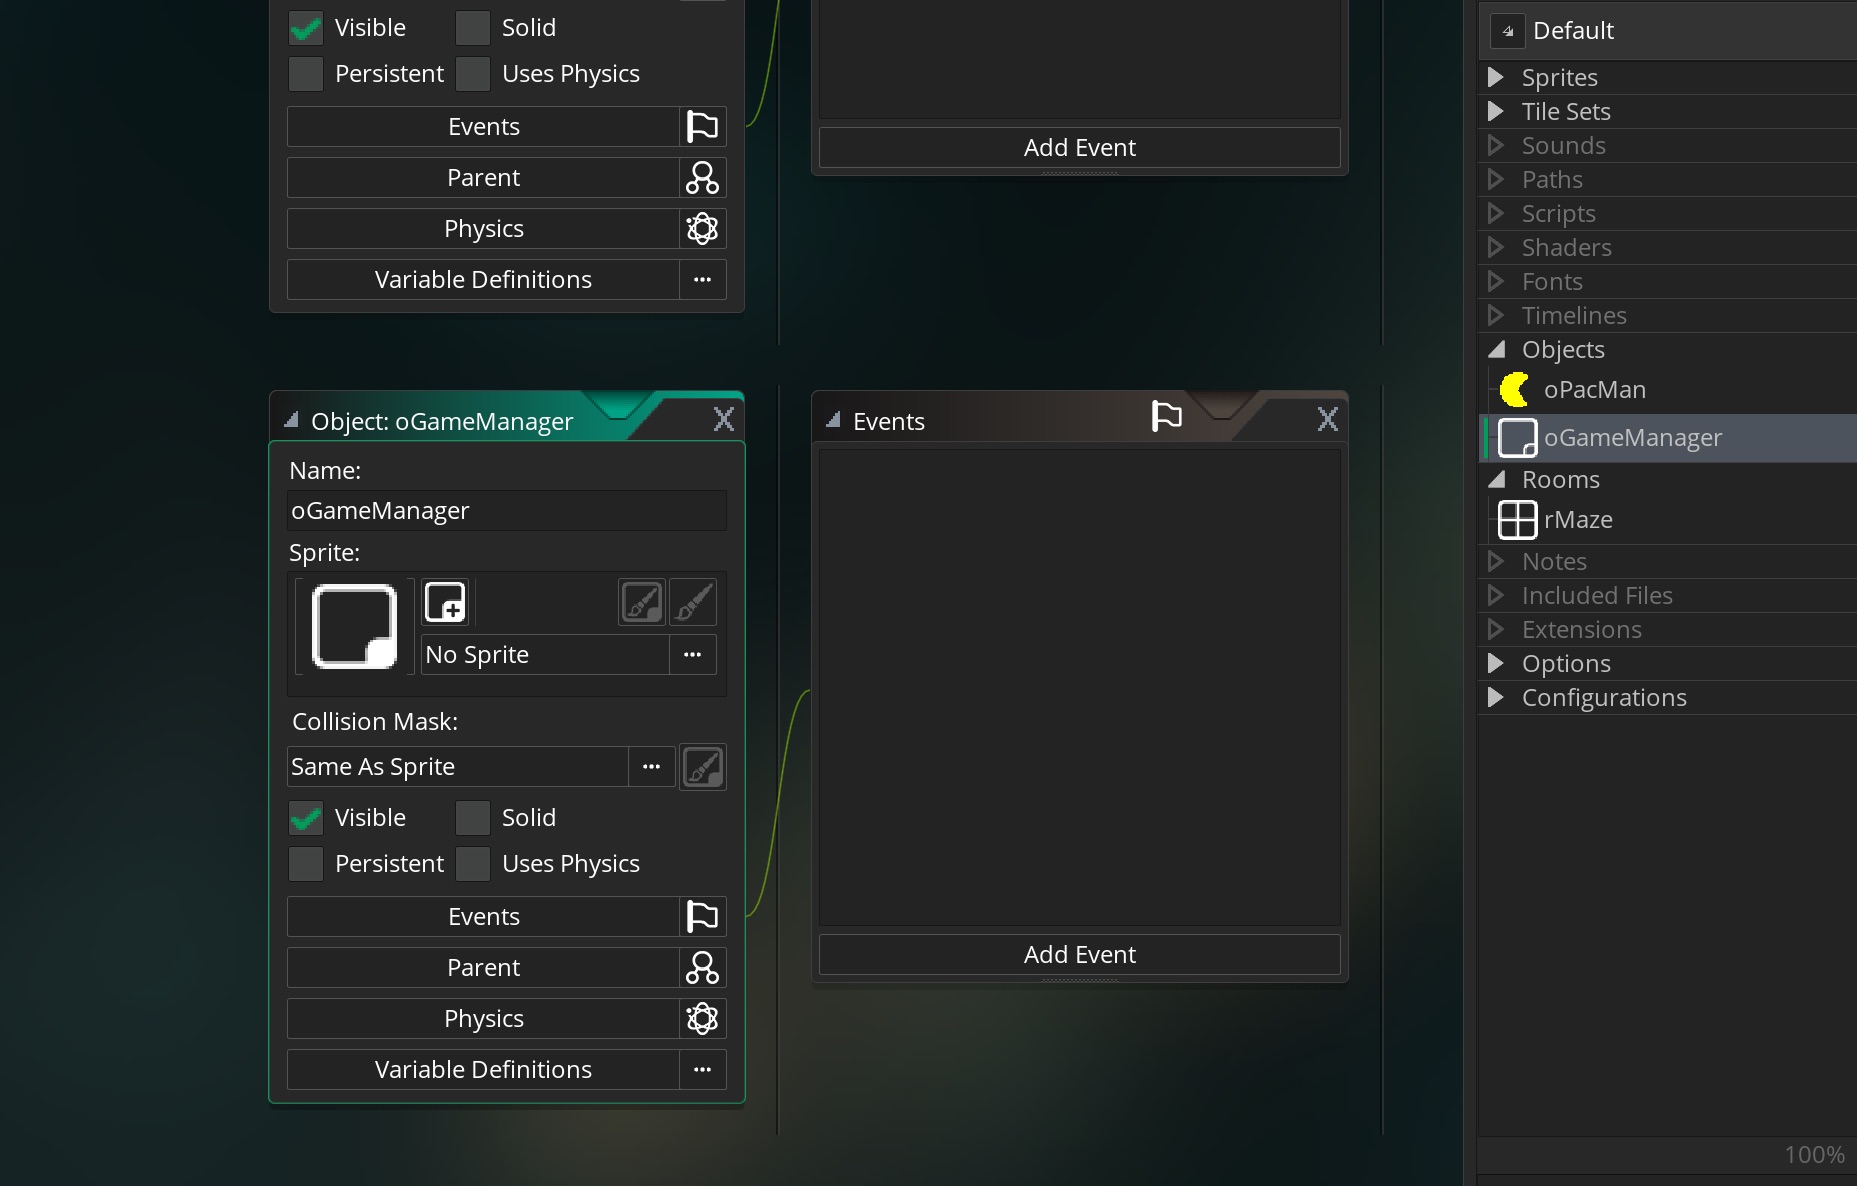 Visible
Solid
Persistent
Uses Physics
Events
Parent
Physics
Variable Definitions
...
Add Event
Object: oGameManager
X
Name:
oGameManager
Sprite:
No Sprite
...
Collision Mask:
Same As Sprite
...
Visible
Solid
Persistent
Uses Physics
Events
Parent
Physics
Variable Definitions
...
Events
X
Add Event
Default
Sprites
Tile Sets
Sounds
Paths
Scripts
Shaders
Fonts
Timelines
Objects
oPacMan
oGameManager
Rooms
rMaze
Notes
Included Files
Extensions
Options
Configurations
100%